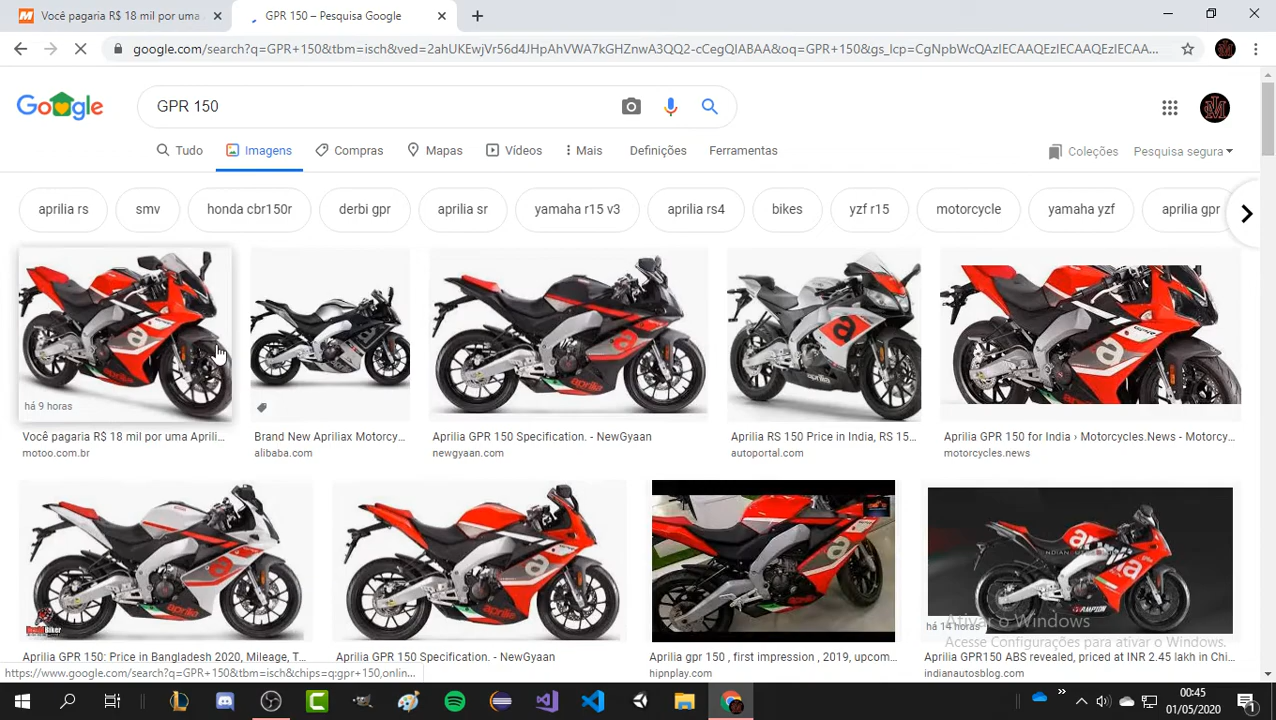 Você pagaria R$ 18 mil por uma
GPR 150 – Pesquisa Google
google.com/search?q=GPR+150&tbm=isch&ved=2ahUKEwjVr56d4JHpAhVWA7kGHZnwA3QQ2-cCegQIABAA&oq=GPR+150&gs_lcp=CgNpbWcQAzIECAAQEzIECAAQEzIECAAQEzIECA...
Google
GPR 150
Tudo
Imagens
Compras
Mapas
Vídeos
Mais
Definições
Ferramentas
Coleções
Pesquisa segura
aprilia rs
smv
honda cbr150r
derbi gpr
aprilia sr
yamaha r15 v3
aprilia rs4
bikes
yzf r15
motorcycle
yamaha yzf
aprilia gpr
há 9 horas
Você pagaria R$ 18 mil por uma Aprili...
motoo.com.br
Brand New Apriliax Motorcy...
alibaba.com
Aprilia GPR 150 Specification. - NewGyaan
newgyaan.com
Aprilia RS 150 Price in India, RS 15...
autoportal.com
Aprilia GPR 150 for India › Motorcycles.News - Motorcy...
motorcycles.news
há 14 horas
Ativar o Windows
Acesse Configurações para ativar o Windows.
Aprilia GPR 150: Price in Bangladesh 2020, Mileage, T...
Aprilia GPR 150 Specification. - NewGyaan
Aprilia gpr 150 , first impression , 2019, upcom...
Aprilia GPR150 ABS revealed, priced at INR 2.45 lakh in Chi...
https://www.google.com/search?q=GPR+150&tbm=isch&chips=q:gpr+150,onlin...
hipnplay.com
indianautosblog.com
00:45
01/05/2020